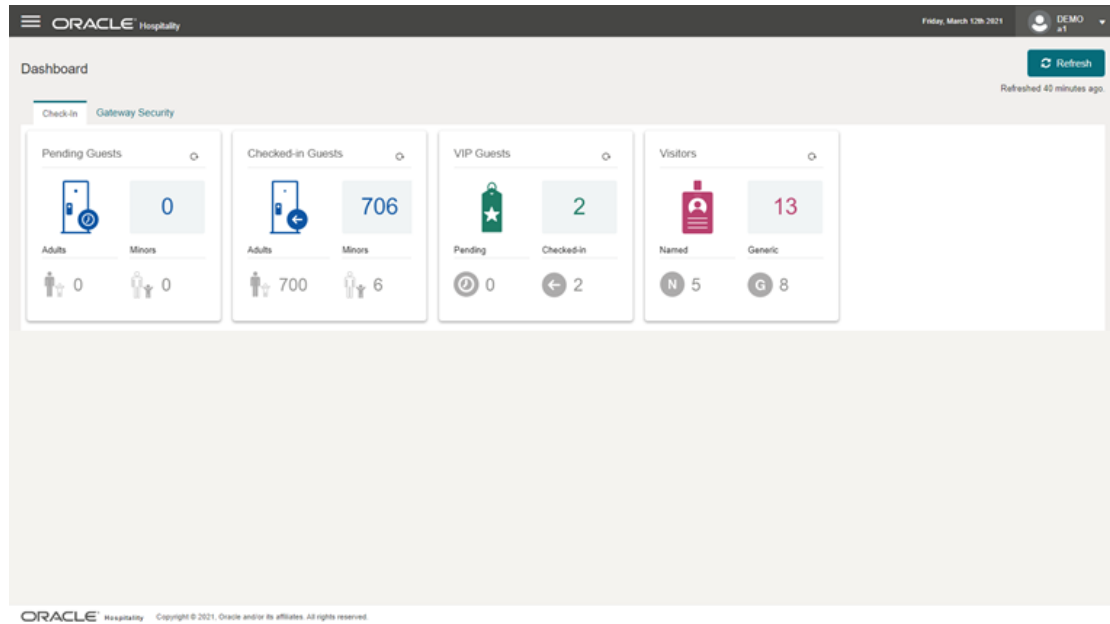 ORACLE Hospitality
Friday, March 12th 2021
DEMO
a1
Dashboard
Refresh
Refreshed 40 minutes ago.
Check-In Gateway Security
Pending Guests
0
Adults Minors
0 0
Checked-in Guests
706
Adults Minors
700 6
VIP Guests
2
Pending Checked-in
0 2
Visitors
13
Named Generic
N 5 G 8
ORACLE Hospitality Copyright © 2021, Oracle and/or its affiliates. All rights reserved.